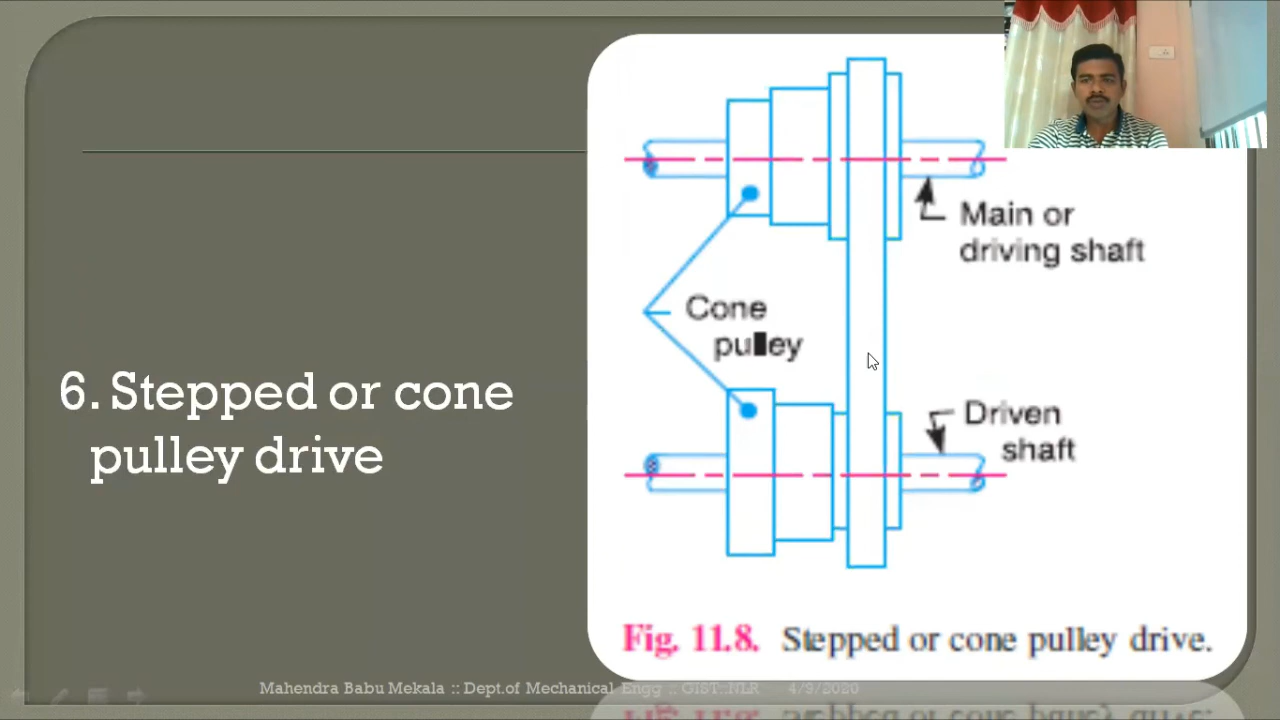 6. Stepped or cone
pulley drive
Cone
pulley
Main or
driving shaft
Driven
shaft
Fig. 11.8. Stepped or cone pulley drive.
Mahendra Babu Mekala :: Dept.of Mechanical Engg :: GIST::NLR 4/9/2020